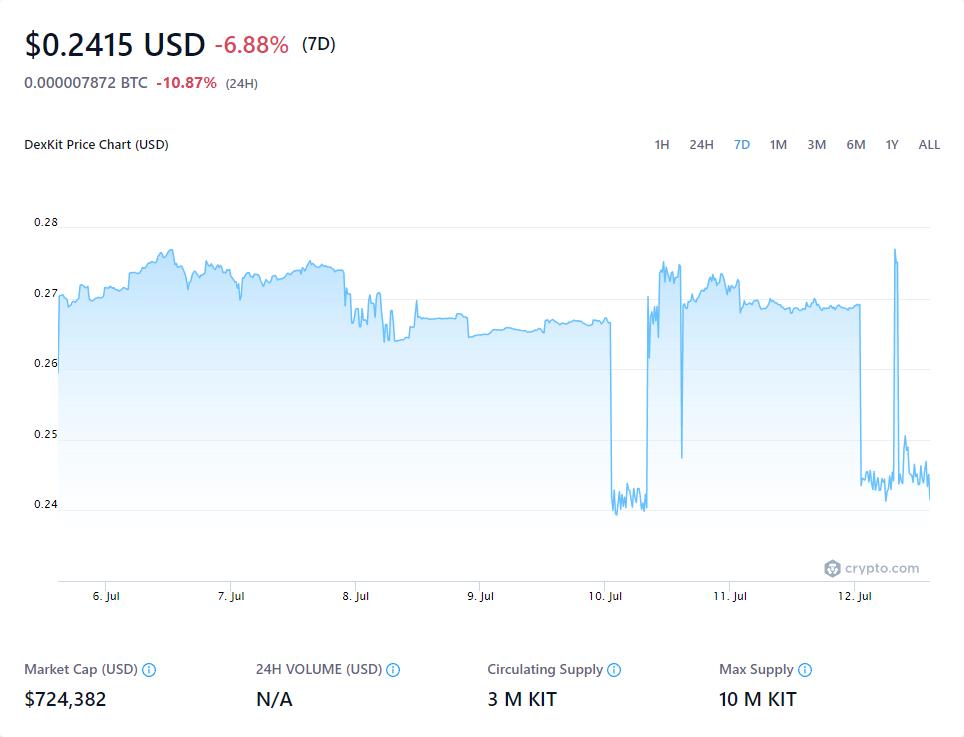 $0.2415 USD -6.88% (7D)
0.000007872 BTC -10.87% (24H)
DexKit Price Chart (USD) 1H 24H 7D 1M 3M 6M 1Y ALL
0.28
0.27
0.26
0.25
0.24
crypto.com
6. Jul 7. Jul 8. Jul 9. Jul 10. Jul 11. Jul 12. Jul
Market Cap (USD) 24H VOLUME (USD) Circulating Supply Max Supply
$724,382 N/A 3 M KIT 10 M KIT